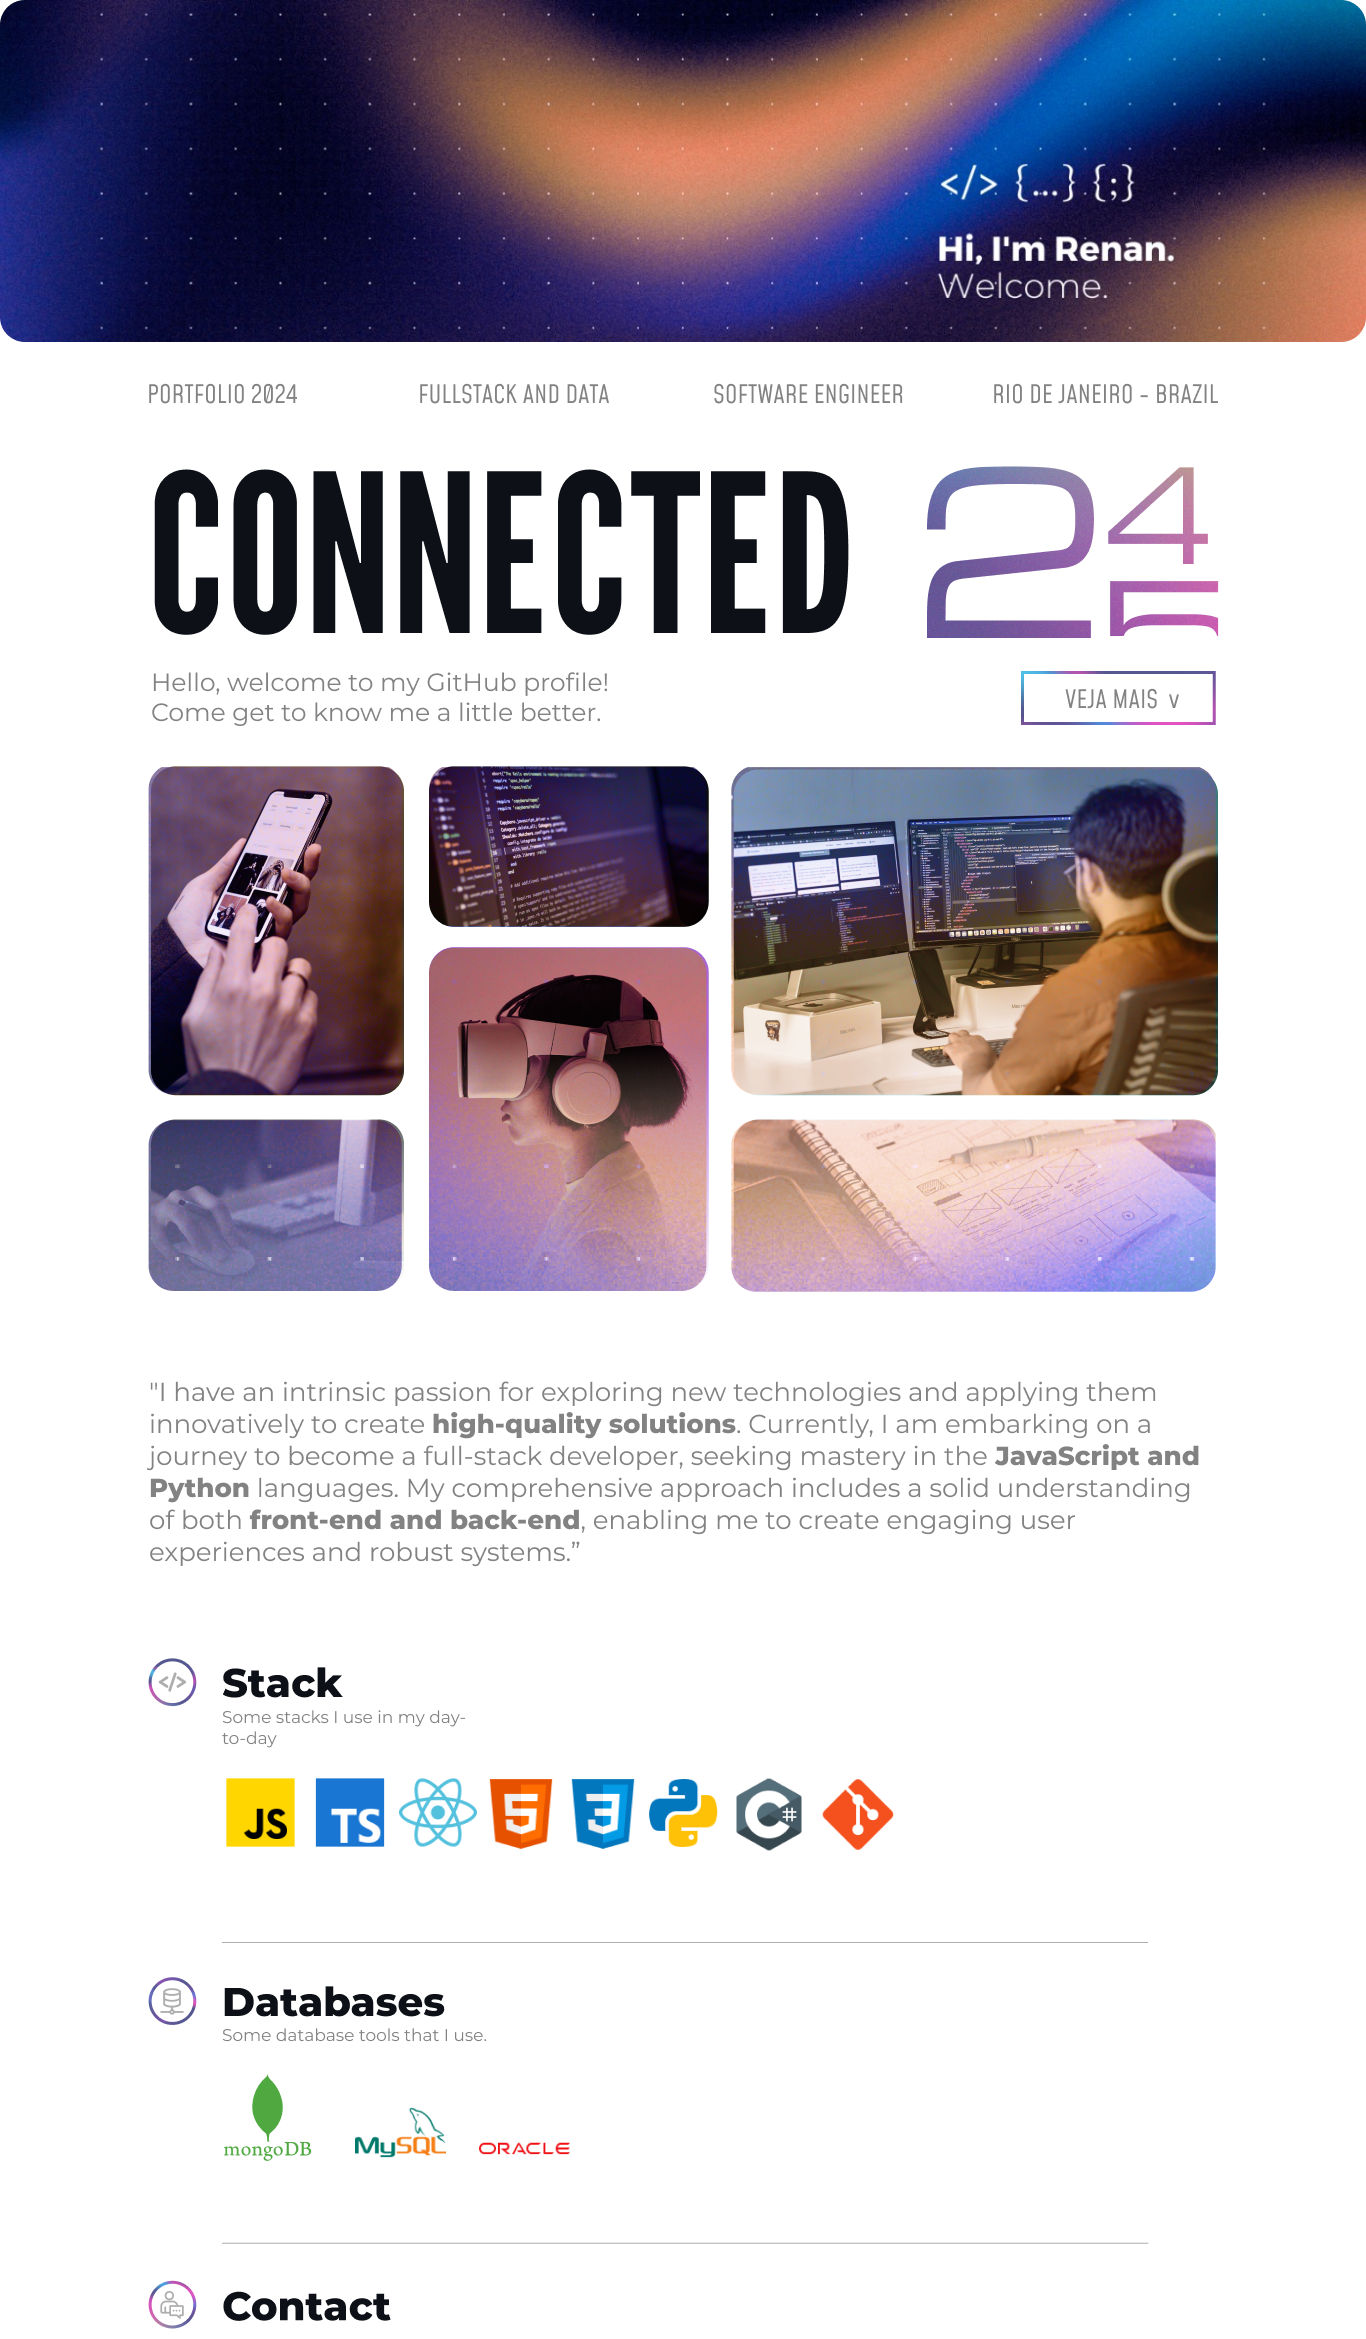 </> {...} {;}
Hi, I'm Renan.
Welcome.
PORTFOLIO 2024
FULLSTACK AND DATA
SOFTWARE ENGINEER
RIO DE JANEIRO - BRAZIL
CONNECTED
24
5
Hello, welcome to my GitHub profile!
Come get to know me a little better.
VEJA MAIS v
"I have an intrinsic passion for exploring new technologies and applying them
innovatively to create high-quality solutions. Currently, I am embarking on a
journey to become a full-stack developer, seeking mastery in the JavaScript and
Python languages. My comprehensive approach includes a solid understanding
of both front-end and back-end, enabling me to create engaging user
experiences and robust systems.”
</>
Stack
Some stacks I use in my day-
to-day
JS
TS
5
3
C#
Databases
Some database tools that I use.
mongoDB
MySQL
ORACLE
Contact